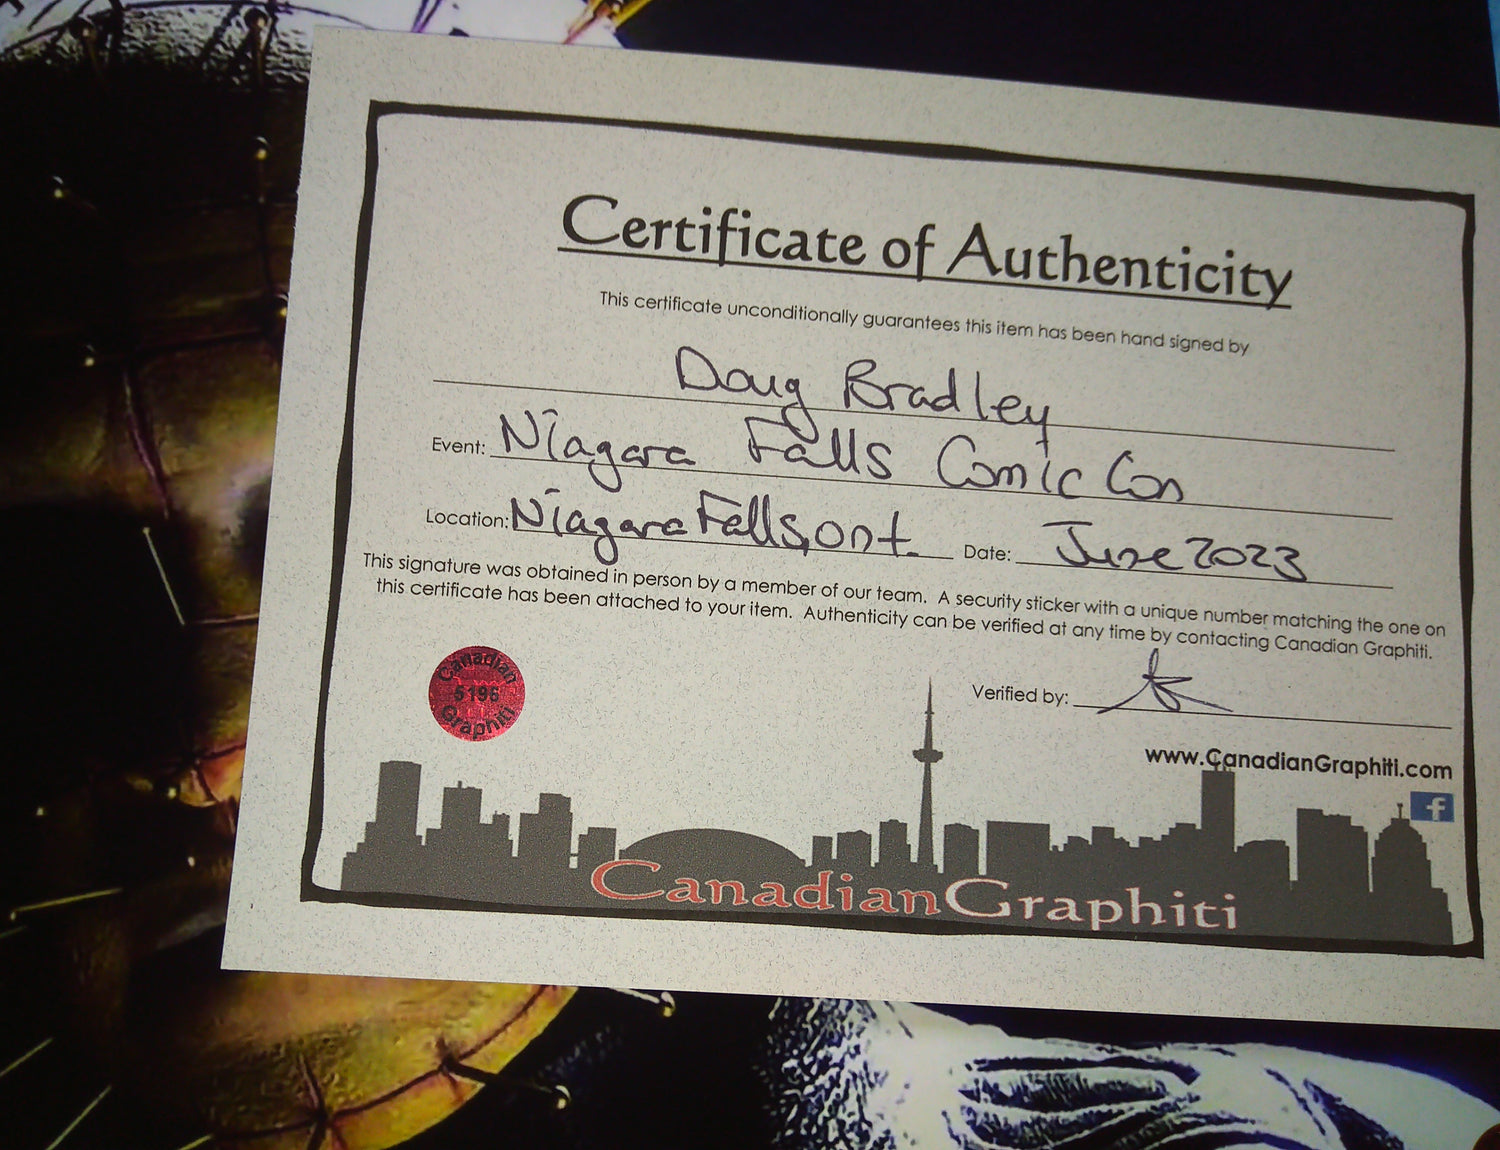 Certificate of Authenticity
This certificate unconditionally guarantees this item has been hand signed by
Doug Bradley
Event: Niagara Falls Comic Con
Location: Niagara Falls, ont. Date: June 2023
This signature was obtained in person by a member of our team. A security sticker with a unique number matching the one on
this certificate has been attached to your item. Authenticity can be verified at any time by contacting Canadian Graphiti.
Canadian
5195
Graphiti
Verified by:
www.CanadianGraphiti.com
f
CanadianGraphiti